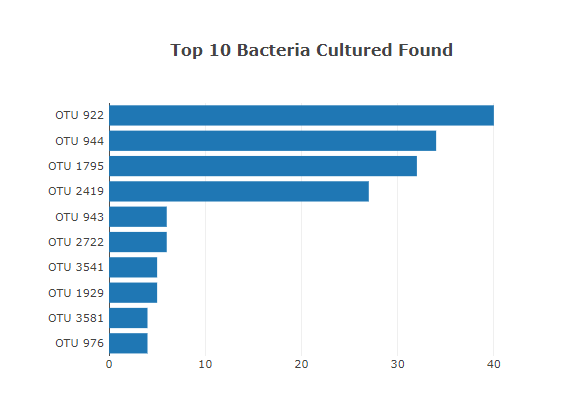 Top 10 Bacteria Cultured Found
OTU 922
OTU 944
OTU 1795
OTU 2419
OTU 943
OTU 2722
OTU 3541
OTU 1929
OTU 3581
OTU 976
0 10 20 30 40